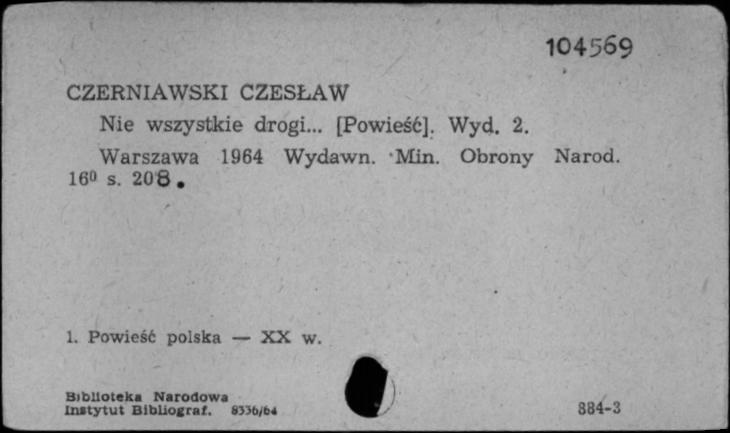 104569
CZERNIAWSKI CZESŁAW
Nie wszystkie drogi... [Powieść]. Wyd. 2.
Warszawa 1964 Wydawn. Min. Obrony Narod.
16⁰ s. 208.
1. Powieść polska — XX w.
Biblioteka Narodowa
Instytut Bibliograf. 8336/64
884-3